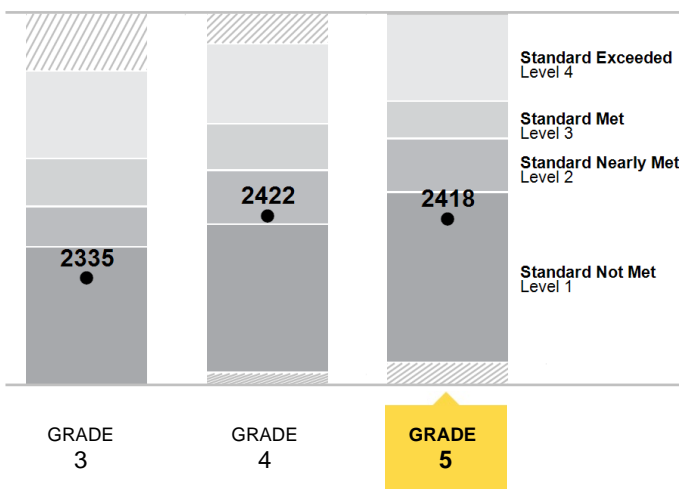 Standard Exceeded
Level 4
Standard Met
Level 3
Standard Nearly Met
Level 2
2422
2418
2335
Standard Not Met
Level 1
GRADE
3
GRADE
4
GRADE
5